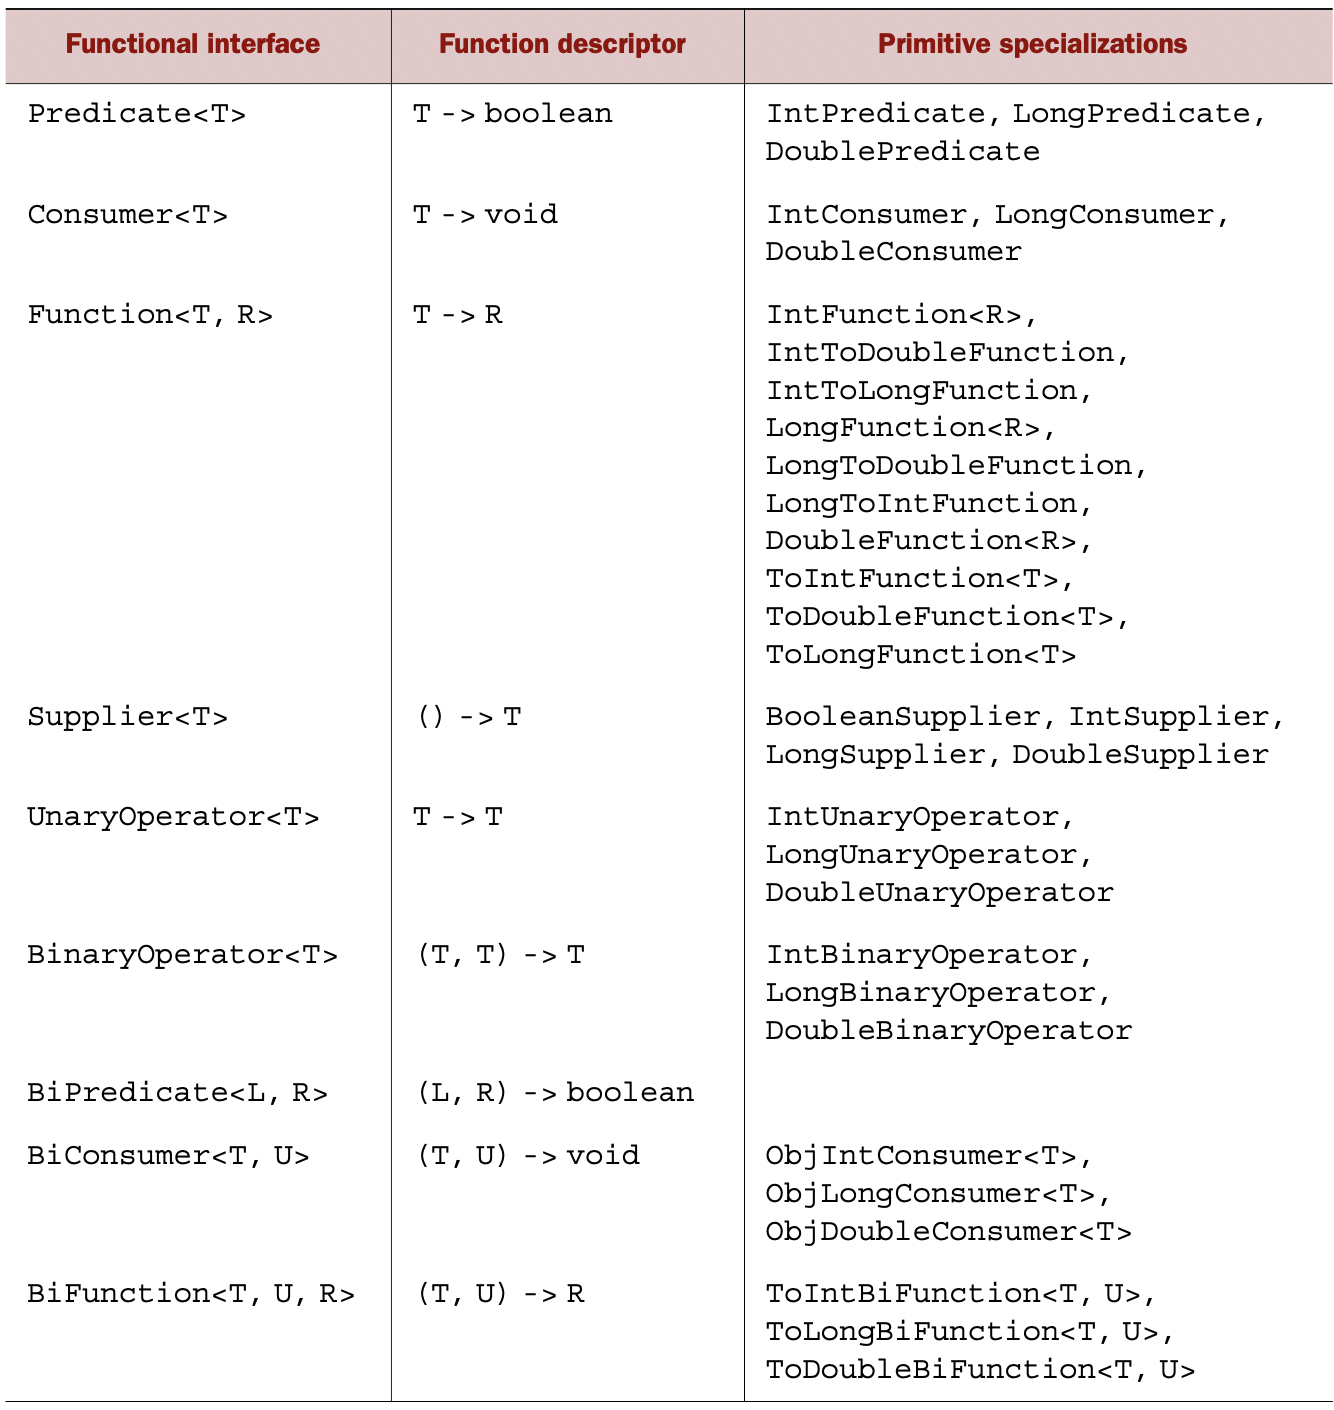 Functional interface Function descriptor Primitive specializations
Predicate<T> T -> boolean IntPredicate, LongPredicate,
DoublePredicate
Consumer<T> T -> void IntConsumer, LongConsumer,
DoubleConsumer
Function<T, R> T -> R IntFunction<R>,
IntToDoubleFunction,
IntToLongFunction,
LongFunction<R>,
LongToDoubleFunction,
LongToIntFunction,
DoubleFunction<R>,
ToIntFunction<T>,
ToDoubleFunction<T>,
ToLongFunction<T>
Supplier<T> () -> T BooleanSupplier, IntSupplier,
LongSupplier, DoubleSupplier
UnaryOperator<T> T -> T IntUnaryOperator,
LongUnaryOperator,
DoubleUnaryOperator
BinaryOperator<T> (T, T) -> T IntBinaryOperator,
LongBinaryOperator,
DoubleBinaryOperator
BiPredicate<L, R> (L, R) -> boolean
BiConsumer<T, U> (T, U) -> void ObjIntConsumer<T>,
ObjLongConsumer<T>,
ObjDoubleConsumer<T>
BiFunction<T, U, R> (T, U) -> R ToIntBiFunction<T, U>,
ToLongBiFunction<T, U>,
ToDoubleBiFunction<T, U>